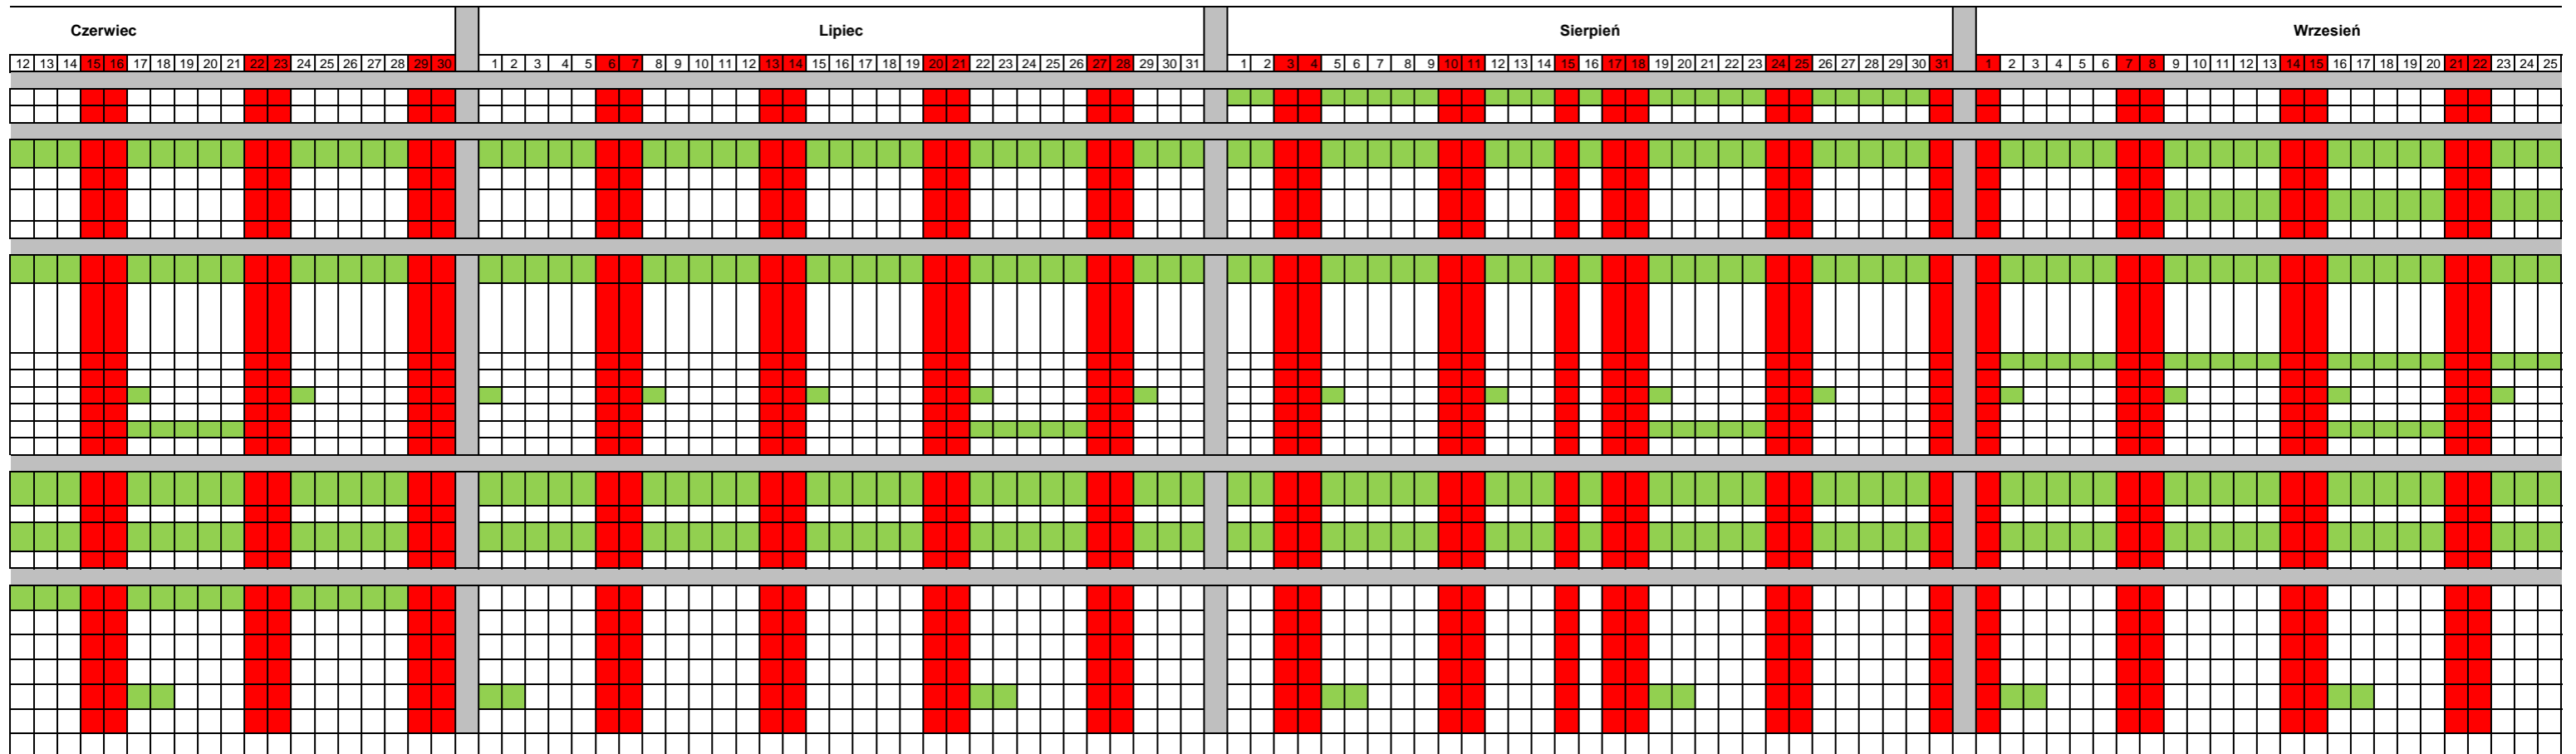 Czerwiec Lipiec Sierpień Wrzesień
12 13 14 15 16 17 18 19 20 21 22 23 24 25 26 27 28 29 30 1 2 3 4 5 6 7 8 9 10 11 12 13 14 15 16 17 18 19 20 21 22 23 24 25 26 27 28 29 30 31 1 2 3 4 5 6 7 8 9 10 11 12 13 14 15 16 17 18 19 20 21 22 23 24 25 26 27 28 29 30 31 1 2 3 4 5 6 7 8 9 10 11 12 13 14 15 16 17 18 19 20 21 22 23 24 25